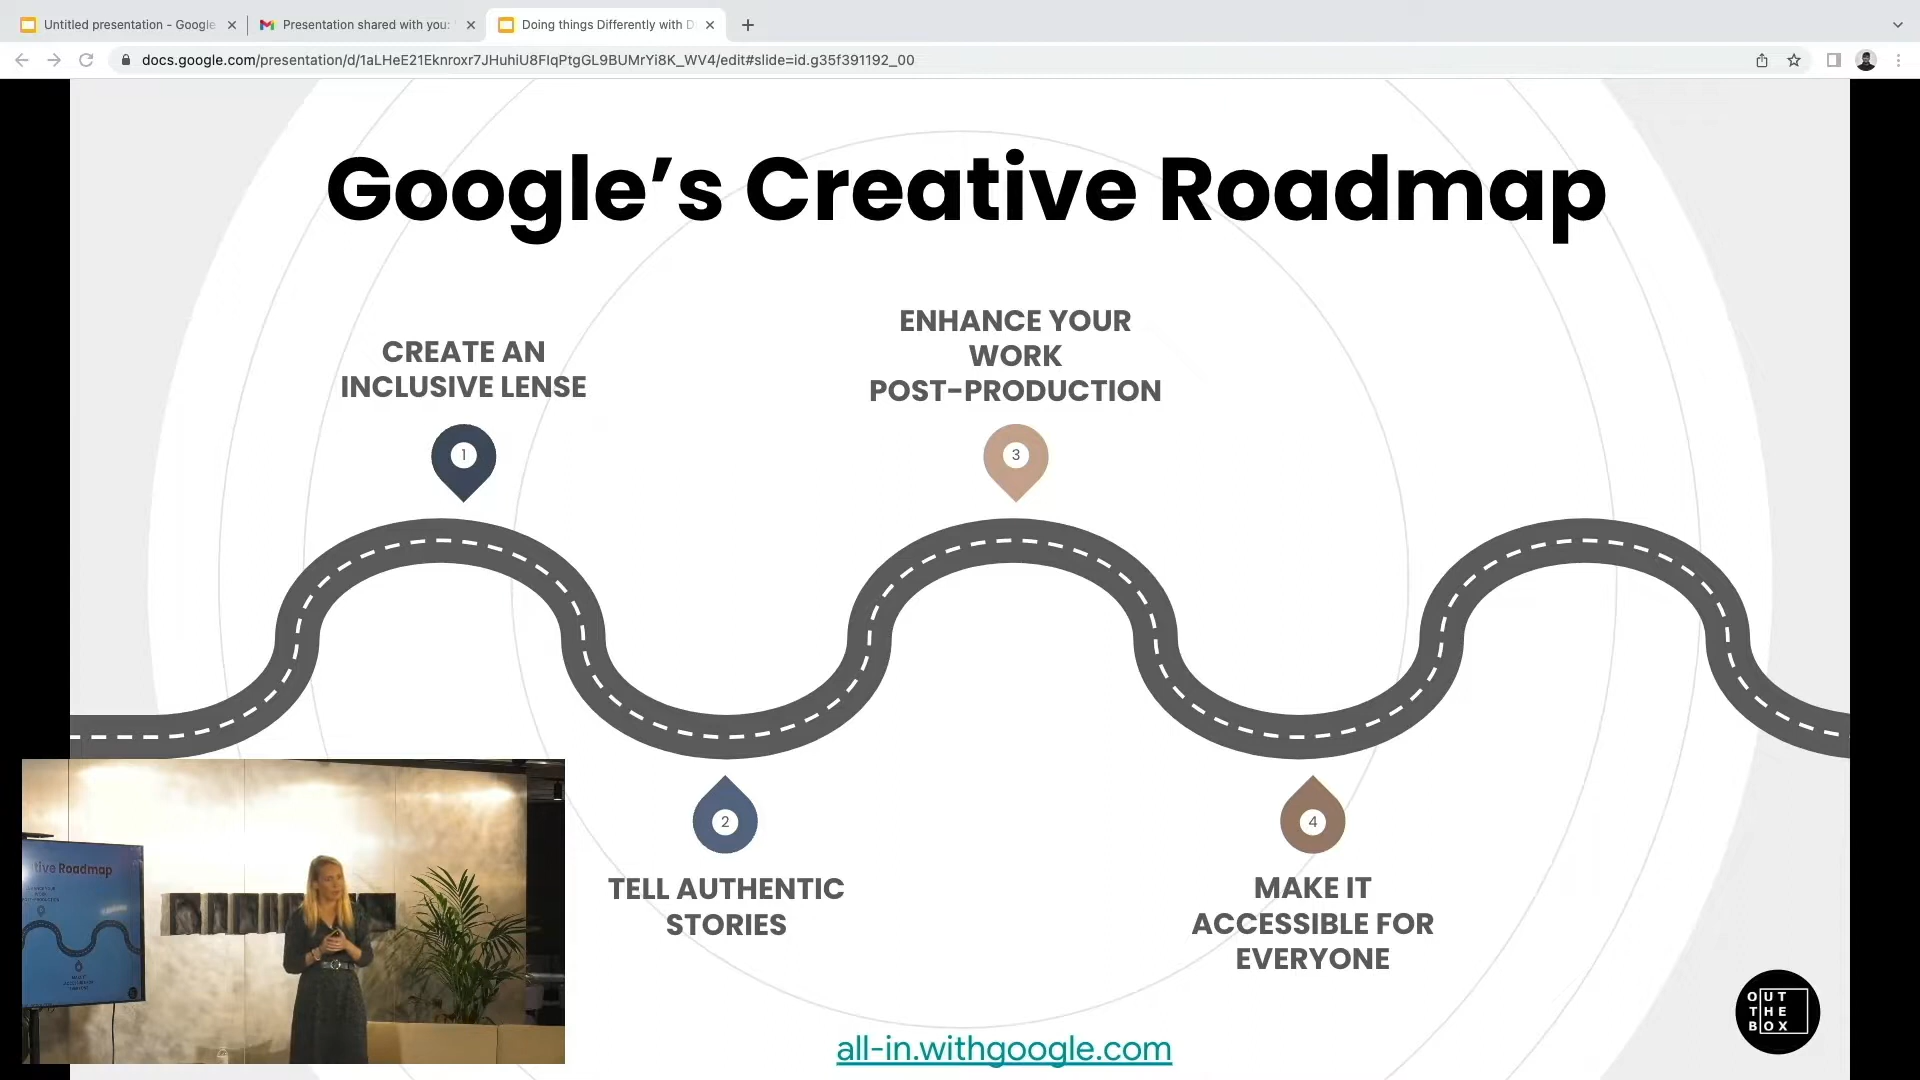 Untitled presentation - Google
Presentation shared with you:
Doing things Differently with D
docs.google.com/presentation/d/1aLHeE21Eknroxr7JHuhiU8FIqPtgGL9BUMrYi8K_WV4/edit#slide=id.g35f391192_00
Google’s Creative Roadmap
CREATE AN
INCLUSIVE LENSE
1
ENHANCE YOUR
WORK
POST-PRODUCTION
3
2
TELL AUTHENTIC
STORIES
4
MAKE IT
ACCESSIBLE FOR
EVERYONE
all-in.withgoogle.com
OUT
THE
BOX
tive Roadmap